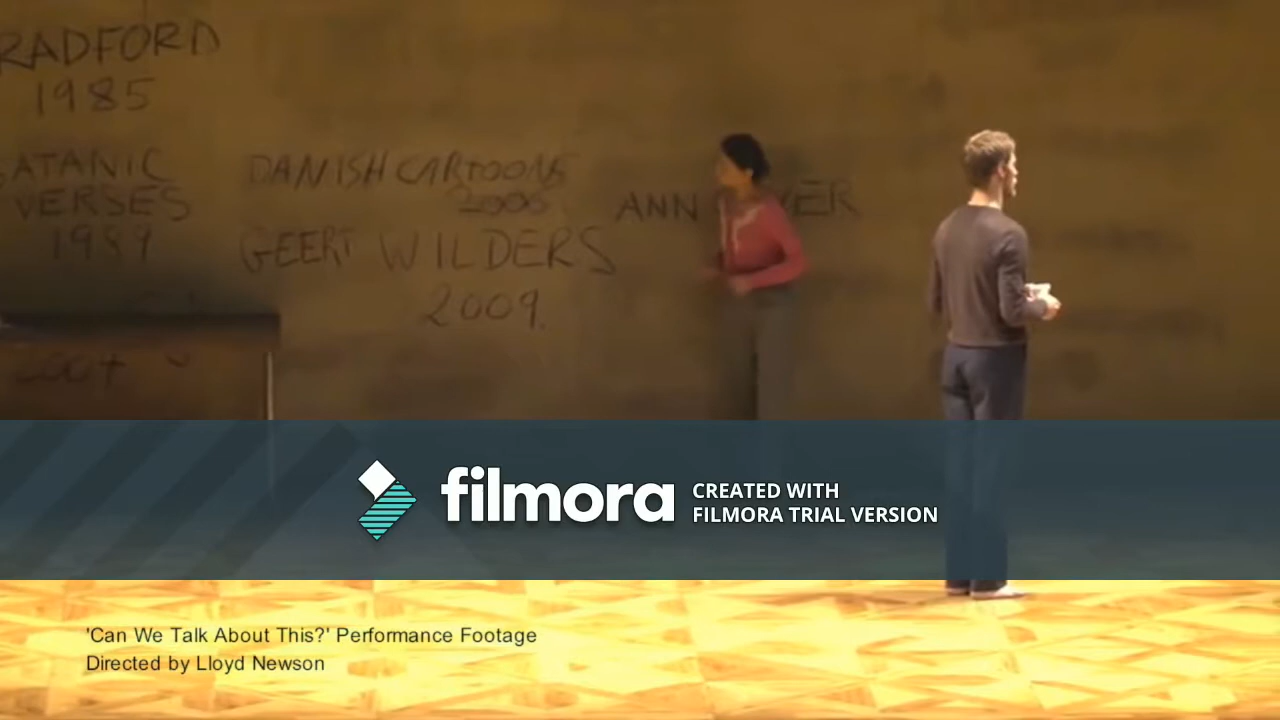 RADFORD
1985
ATANIC
VERSES
1989
DANISH CARTOONS
2006
GEERT WILDERS
2009.
ANN
filmora
CREATED WITH
FILMORA TRIAL VERSION
'Can We Talk About This?' Performance Footage
Directed by Lloyd Newson